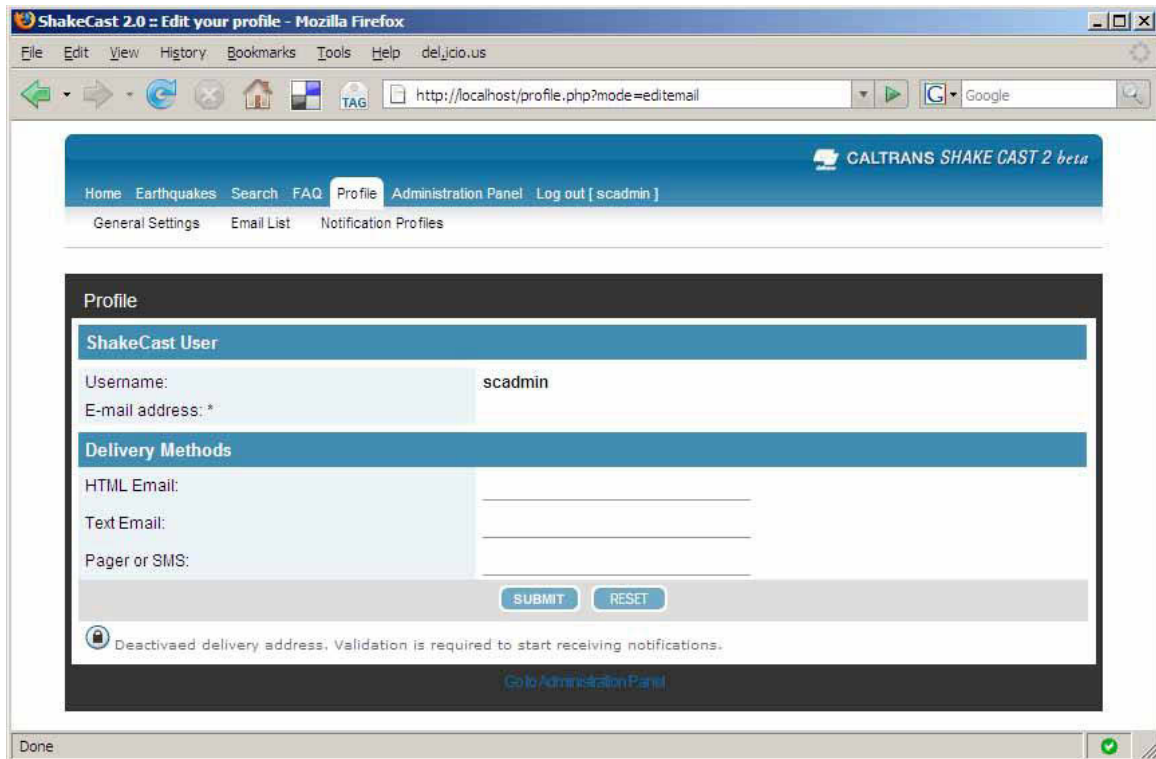 ShakeCast 2.0 :: Edit your profile - Mozilla Firefox
File Edit View History Bookmarks Tools Help del.icio.us
TAG http://localhost/profile.php?mode=editemail G Google
CALTRANS SHAKE CAST 2 beta
Home Earthquakes Search FAQ Profile Administration Panel Log out [ scadmin ]
General Settings Email List Notification Profiles
Profile
ShakeCast User
Username: scadmin
E-mail address: *
Delivery Methods
HTML Email:
Text Email:
Pager or SMS:
SUBMIT RESET
Deactivaed delivery address. Validation is required to start receiving notifications.
Go to Administration Panel
Done